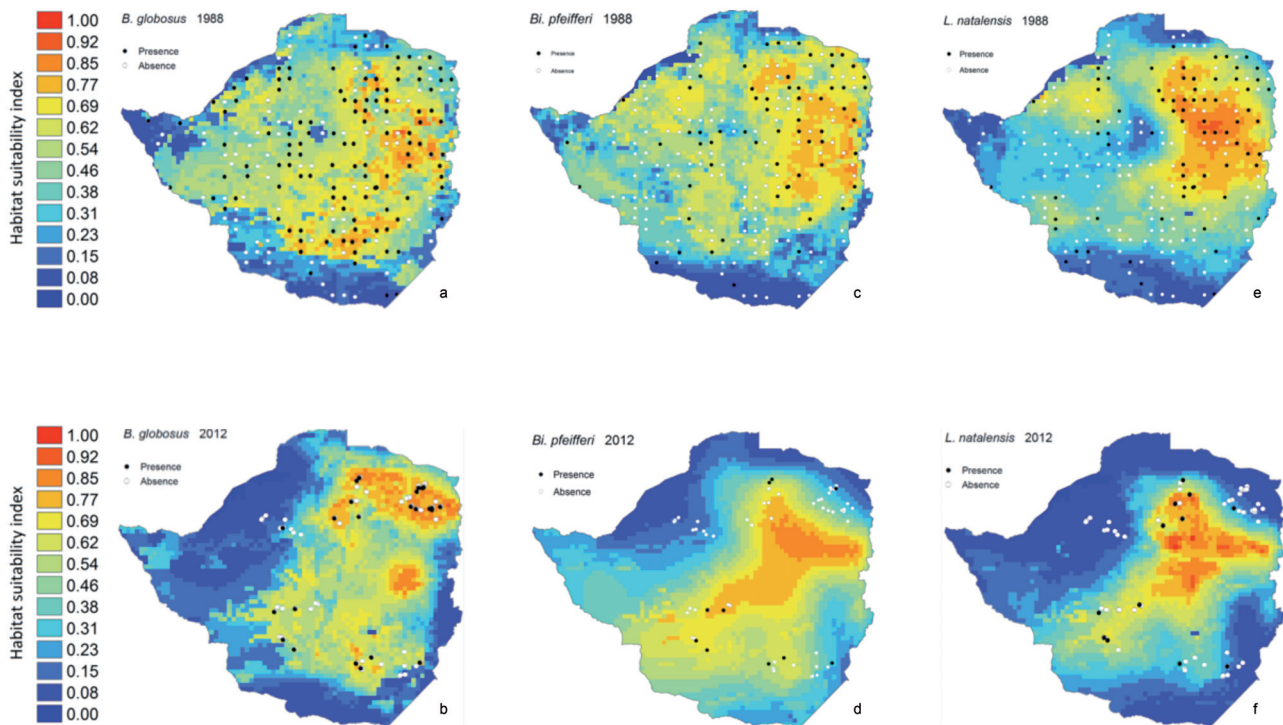 Habitat suitability index
1.00
0.92
0.85
0.77
0.69
0.62
0.54
0.46
0.38
0.31
0.23
0.15
0.08
0.00
B. globosus 1988
Presence
Absence
a
Bi. pfeifferi 1988
Presence
Absence
c
L. natalensis 1988
Presence
Absence
e
Habitat suitability index
1.00
0.92
0.85
0.77
0.69
0.62
0.54
0.46
0.38
0.31
0.23
0.15
0.08
0.00
B. globosus 2012
Presence
Absence
b
Bi. pfeifferi 2012
Presence
Absence
d
L. natalensis 2012
Presence
Absence
f